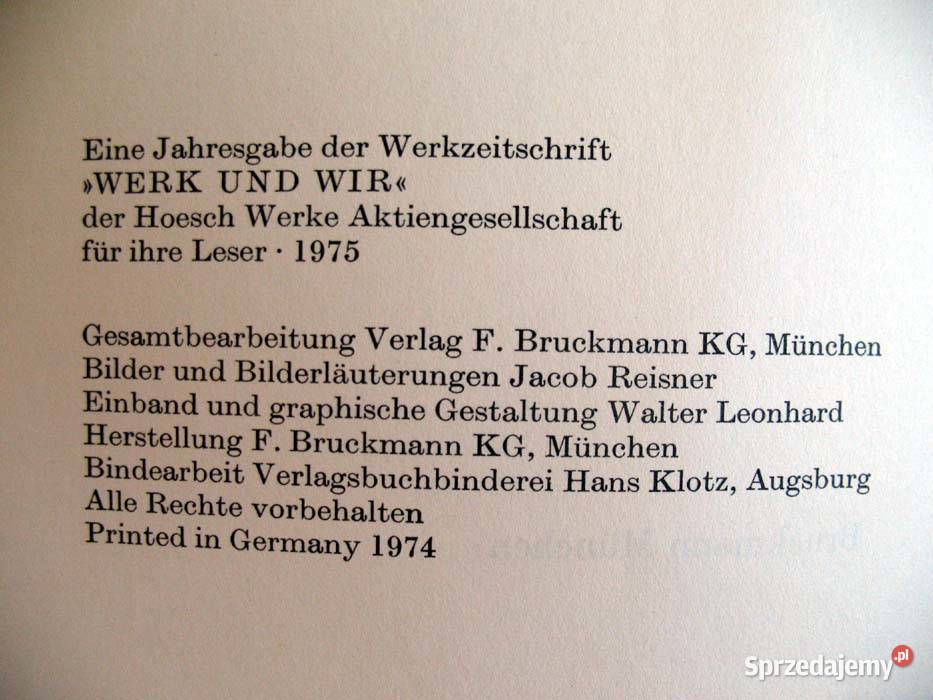 Eine Jahresgabe der Werkzeitschrift
»WERK UND WIR«
der Hoesch Werke Aktiengesellschaft
für ihre Leser · 1975
Gesamtbearbeitung Verlag F. Bruckmann KG, München
Bilder und Bilderläuterungen Jacob Reisner
Einband und graphische Gestaltung Walter Leonhard
Herstellung F. Bruckmann KG, München
Bindearbeit Verlagsbuchbinderei Hans Klotz, Augsburg
Alle Rechte vorbehalten
Printed in Germany 1974
Bruckmann München
Sprzedajemy.pl